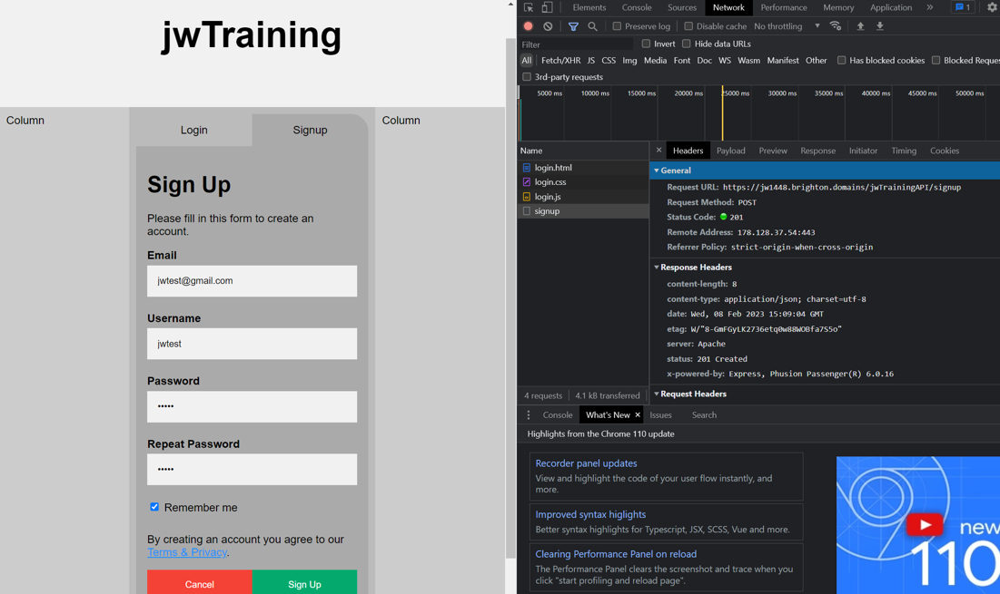 jwTraining
Column
Login
Signup
Column
Sign Up
Please fill in this form to create an
account.
Email
jwtest@gmail.com
Username
jwtest
Password
•••••
Repeat Password
•••••
Remember me
By creating an account you agree to our
Terms & Privacy.
Cancel
Sign Up
Elements Console Sources Network Performance Memory Application » 1
Preserve log Disable cache No throttling
Filter Invert Hide data URLs
All Fetch/XHR JS CSS Img Media Font Doc WS Wasm Manifest Other Has blocked cookies Blocked Reque
3rd-party requests
5000 ms 10000 ms 15000 ms 20000 ms 25000 ms 30000 ms 35000 ms 40000 ms 45000 ms 50000 ms
Name
login.html
login.css
login.js
signup
4 requests 4.1 kB transferred
× Headers Payload Preview Response Initiator Timing Cookies
General
Request URL: https://jw1448.brighton.domains/jwTrainingAPI/signup
Request Method: POST
Status Code: 201
Remote Address: 178.128.37.54:443
Referrer Policy: strict-origin-when-cross-origin
Response Headers
content-length: 8
content-type: application/json; charset=utf-8
date: Wed, 08 Feb 2023 15:09:04 GMT
etag: W/"8-GmFGyLK2736etq0w88WOBfa7S5o"
server: Apache
status: 201 Created
x-powered-by: Express, Phusion Passenger(R) 6.0.16
Request Headers
Console What's New × Issues Search
Highlights from the Chrome 110 update
Recorder panel updates
View and highlight the code of your user flow instantly, and
more.
Improved syntax higlights
Better syntax highlights for Typescript, JSX, SCSS, Vue and more.
Clearing Performance Panel on reload
The Performance Panel clears the screenshot and trace when you
click "start profiling and reload page".
new
110